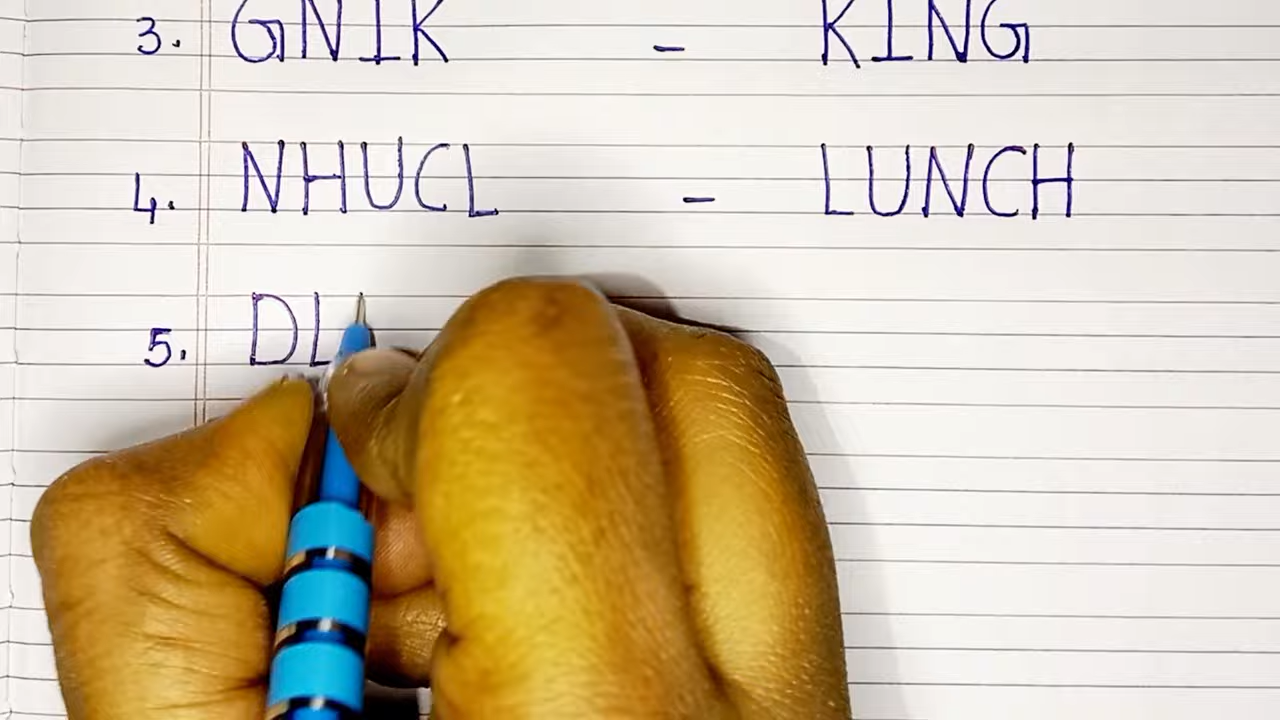 3. GNIK - KING
4. NHUCL - LUNCH
5. DL